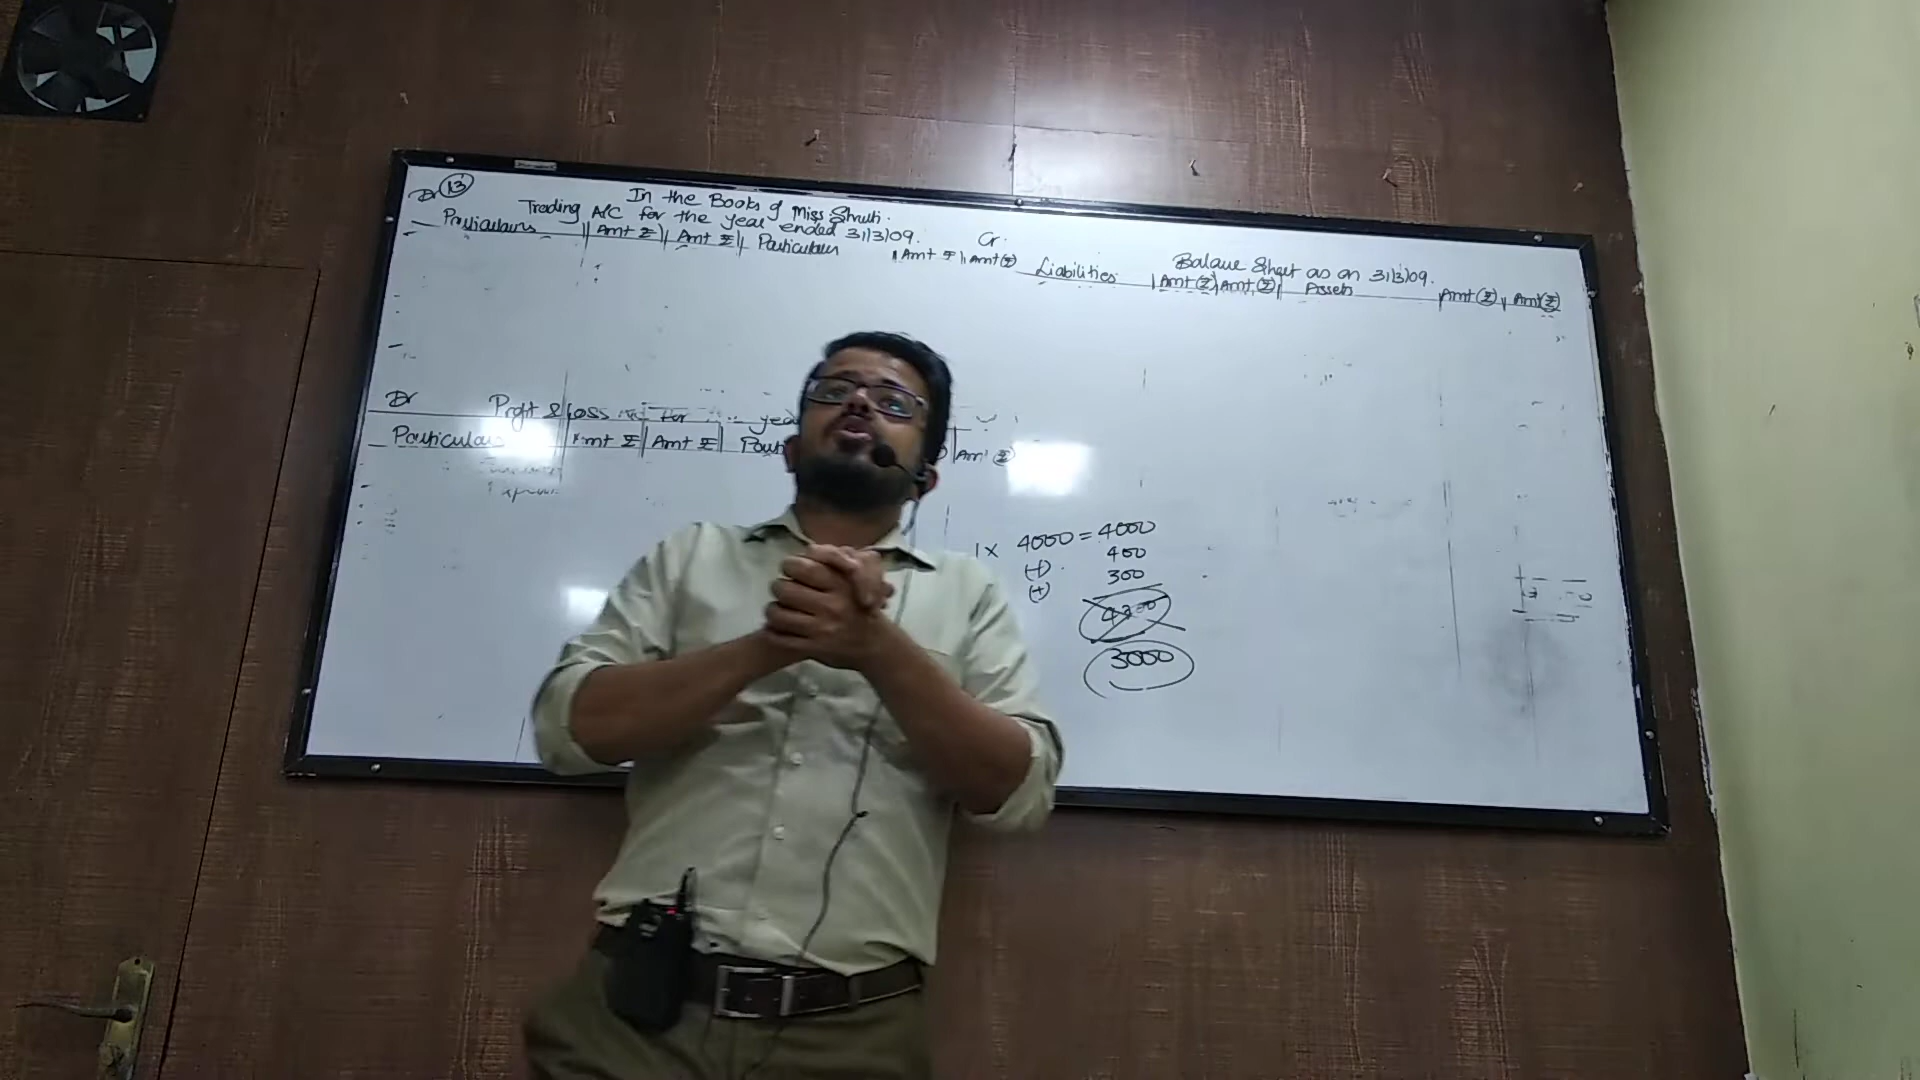 13
In the Books of Miss Shruti.
Trading A/C for the year ended 31/3/09.
Dr Cr.
Particulars Amt ₹ Amt ₹ Particulars Amt ₹ Amt(₹)
Balance Sheet as on 31/3/09.
Liabilities Amt (₹) Amt (₹) Assets Amt (₹) Amt (₹)
Dr Profit & Loss for year
Particulars Amt ₹ Amt ₹ Amt ₹
1 x 4000 = 4000
(-) 400
(+) 300
3000